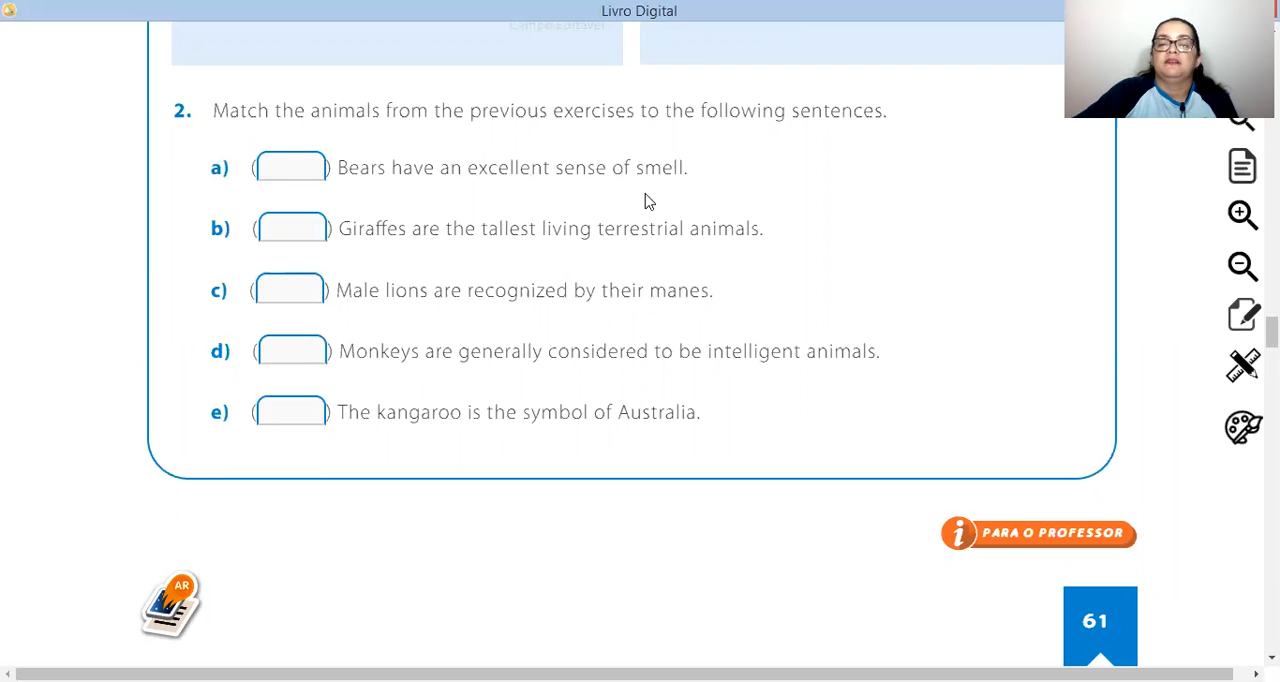 Livro Digital
Campo Editável
2. Match the animals from the previous exercises to the following sentences.
a) ( ) Bears have an excellent sense of smell.
b) ( ) Giraffes are the tallest living terrestrial animals.
c) ( ) Male lions are recognized by their manes.
d) ( ) Monkeys are generally considered to be intelligent animals.
e) ( ) The kangaroo is the symbol of Australia.
i PARA O PROFESSOR
AR
61